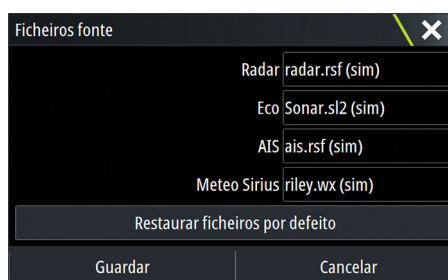 Ficheiros fonte
Radar radar.rsf (sim)
Eco Sonar.sl2 (sim)
AIS ais.rsf (sim)
Meteo Sirius riley.wx (sim)
Restaurar ficheiros por defeito
Guardar Cancelar